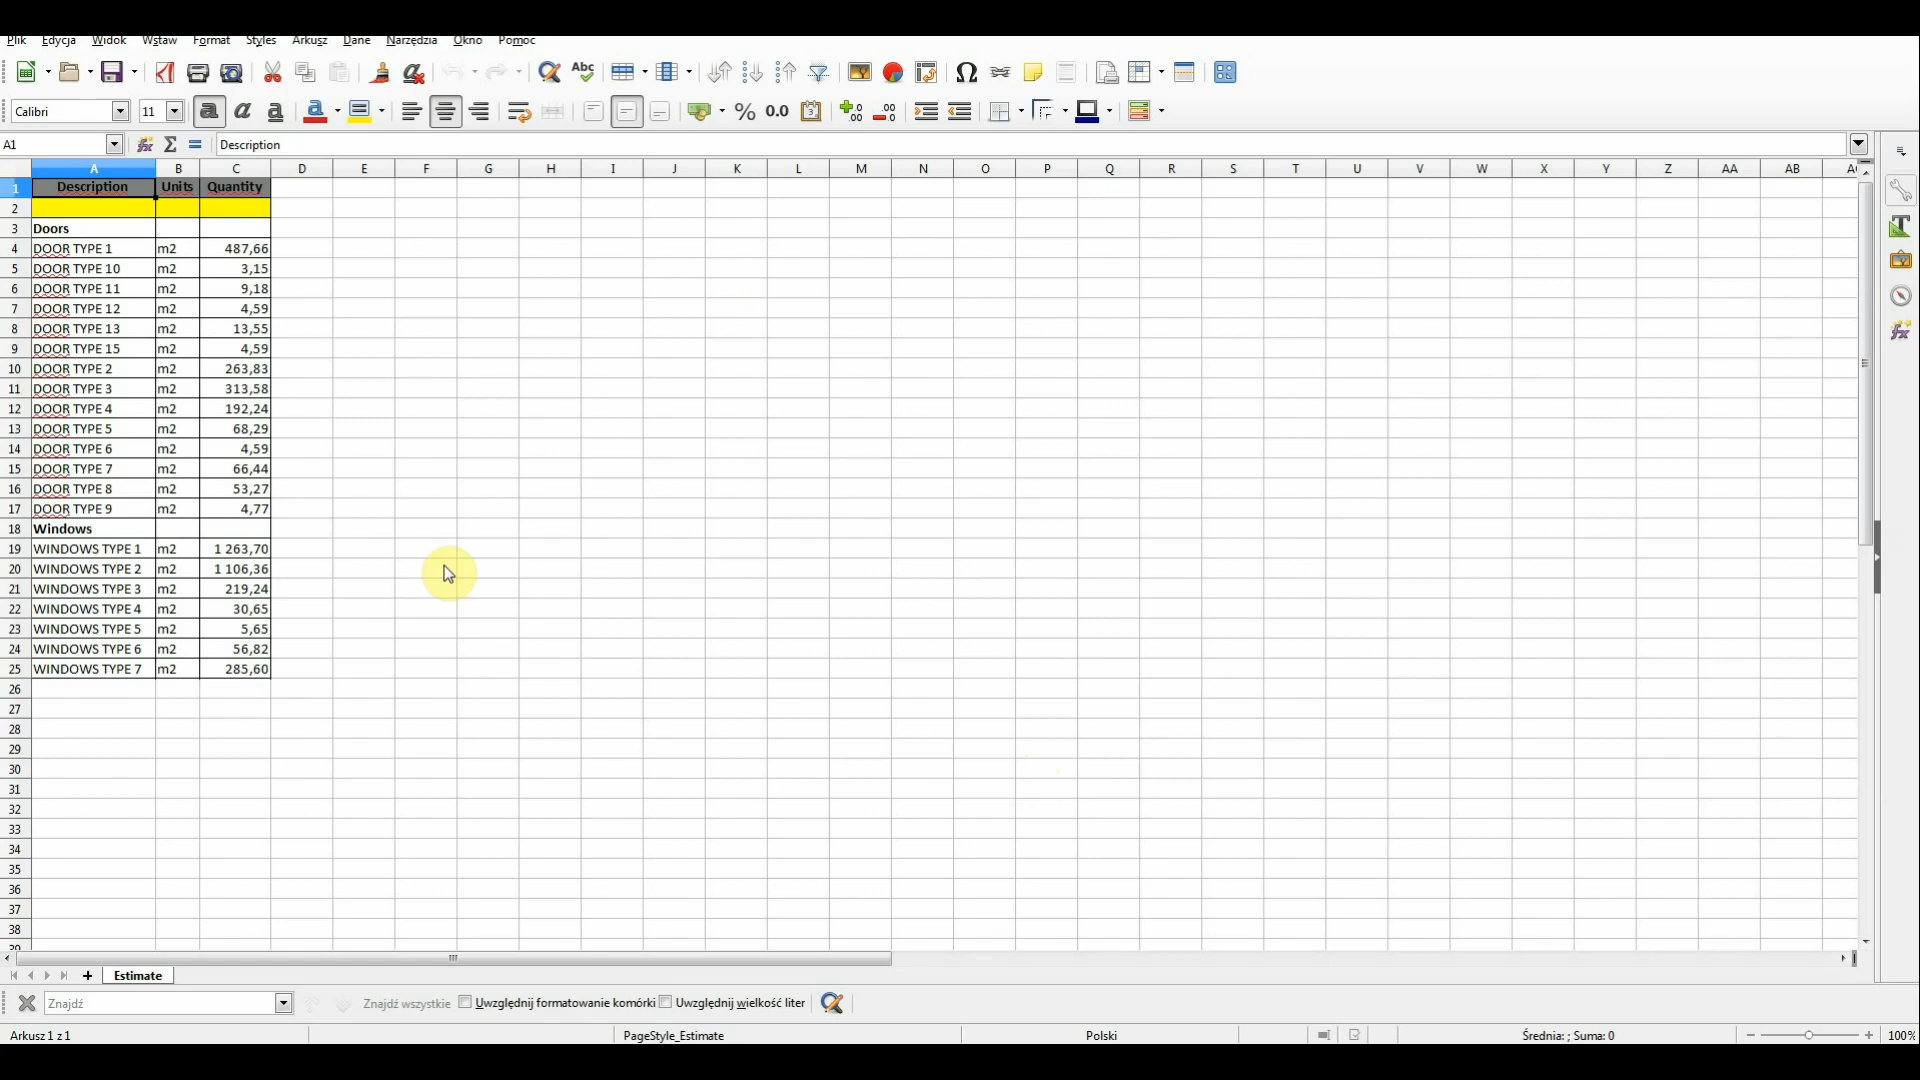 Plik Edycja Widok Wstaw Format Styles Arkusz Dane Narzędzia Okno Pomoc
Abc
Calibri 11 a a a a % 0.0
A1 Description
A B C D E F G H I J K L M N O P Q R S T U V W X Y Z AA AB
1 Description Units Quantity
2
3 Doors
4 DOOR TYPE 1 m2 487,66
5 DOOR TYPE 10 m2 3,15
6 DOOR TYPE 11 m2 9,18
7 DOOR TYPE 12 m2 4,59
8 DOOR TYPE 13 m2 13,55
9 DOOR TYPE 15 m2 4,59
10 DOOR TYPE 2 m2 263,83
11 DOOR TYPE 3 m2 313,58
12 DOOR TYPE 4 m2 192,24
13 DOOR TYPE 5 m2 68,29
14 DOOR TYPE 6 m2 4,59
15 DOOR TYPE 7 m2 66,44
16 DOOR TYPE 8 m2 53,27
17 DOOR TYPE 9 m2 4,77
18 Windows
19 WINDOWS TYPE 1 m2 1 263,70
20 WINDOWS TYPE 2 m2 1 106,36
21 WINDOWS TYPE 3 m2 219,24
22 WINDOWS TYPE 4 m2 30,65
23 WINDOWS TYPE 5 m2 5,65
24 WINDOWS TYPE 6 m2 56,82
25 WINDOWS TYPE 7 m2 285,60
26
27
28
29
30
31
32
33
34
35
36
37
38
Estimate
Znajdź Znajdź wszystkie Uwzględnij formatowanie komórki Uwzględnij wielkość liter
Arkusz 1 z 1 PageStyle_Estimate Polski Średnia: ; Suma: 0 100%